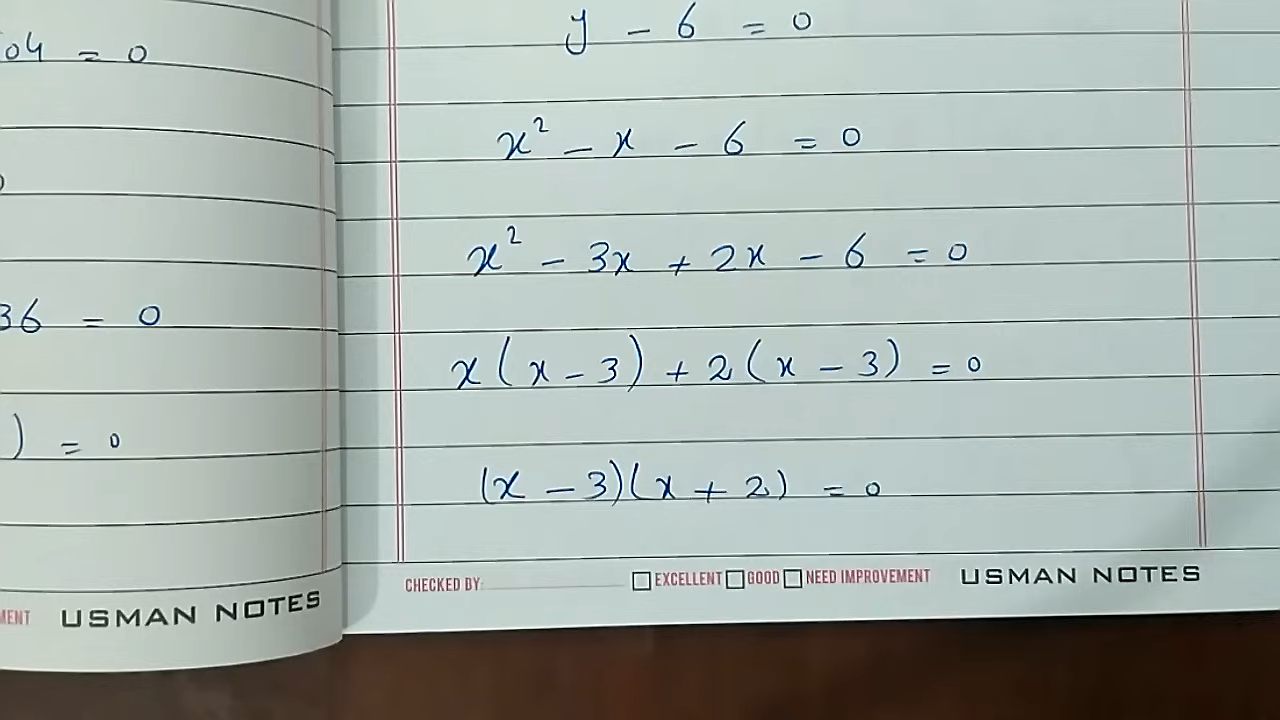 04 = 0
36 = 0
) = 0
MENT USMAN NOTES
y - 6 = 0
x² - x - 6 = 0
x² - 3x + 2x - 6 = 0
x(x - 3) + 2(x - 3) = 0
(x - 3)(x + 2) = 0
CHECKED BY: EXCELLENT GOOD NEED IMPROVEMENT USMAN NOTES